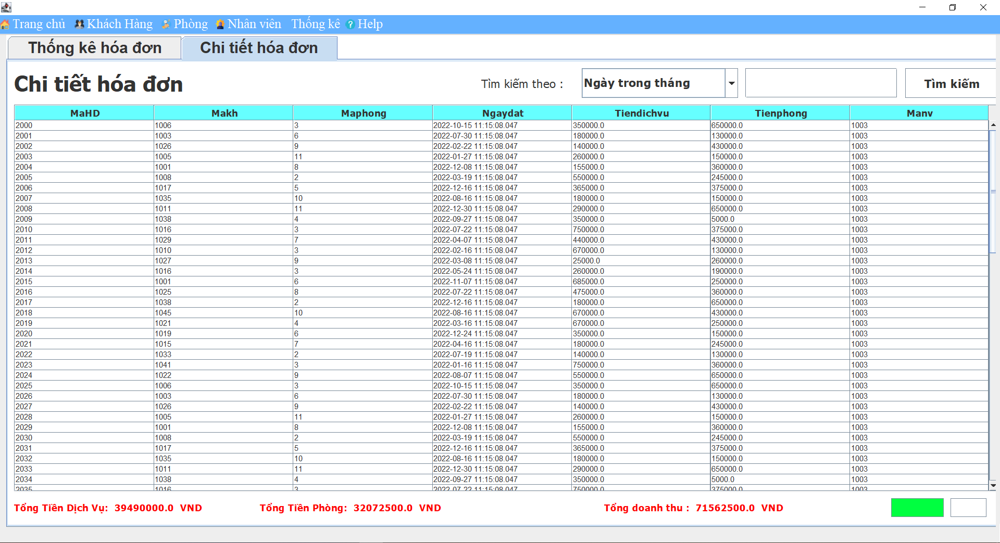 Trang chủ Khách Hàng Phòng Nhân viên Thống kê Help
Thống kê hóa đơn Chi tiết hóa đơn
Chi tiết hóa đơn Tìm kiếm theo : Ngày trong tháng Tìm kiếm
MaHD Makh Maphong Ngaydat Tiendichvu Tienphong Manv
2000 1006 3 2022-10-15 11:15:08.047 350000.0 650000.0 1003
2001 1003 6 2022-07-30 11:15:08.047 180000.0 130000.0 1003
2002 1026 9 2022-02-22 11:15:08.047 140000.0 430000.0 1003
2003 1005 11 2022-01-27 11:15:08.047 260000.0 150000.0 1003
2004 1001 8 2022-12-08 11:15:08.047 155000.0 360000.0 1003
2005 1008 2 2022-03-19 11:15:08.047 550000.0 245000.0 1003
2006 1017 5 2022-12-16 11:15:08.047 365000.0 375000.0 1003
2007 1035 10 2022-08-16 11:15:08.047 180000.0 150000.0 1003
2008 1011 11 2022-12-30 11:15:08.047 290000.0 650000.0 1003
2009 1038 4 2022-09-27 11:15:08.047 350000.0 5000.0 1003
2010 1016 3 2022-07-22 11:15:08.047 750000.0 375000.0 1003
2011 1029 7 2022-04-07 11:15:08.047 440000.0 430000.0 1003
2012 1010 3 2022-02-16 11:15:08.047 670000.0 130000.0 1003
2013 1027 9 2022-03-08 11:15:08.047 25000.0 260000.0 1003
2014 1016 3 2022-05-24 11:15:08.047 260000.0 190000.0 1003
2015 1001 6 2022-11-07 11:15:08.047 685000.0 250000.0 1003
2016 1025 8 2022-07-22 11:15:08.047 475000.0 360000.0 1003
2017 1038 2 2022-12-16 11:15:08.047 180000.0 650000.0 1003
2018 1045 10 2022-08-16 11:15:08.047 670000.0 430000.0 1003
2019 1021 4 2022-03-16 11:15:08.047 670000.0 250000.0 1003
2020 1019 6 2022-12-24 11:15:08.047 350000.0 150000.0 1003
2021 1015 7 2022-04-16 11:15:08.047 180000.0 245000.0 1003
2022 1033 2 2022-07-19 11:15:08.047 140000.0 130000.0 1003
2023 1041 3 2022-01-16 11:15:08.047 750000.0 360000.0 1003
2024 1022 9 2022-08-07 11:15:08.047 550000.0 650000.0 1003
2025 1006 3 2022-10-15 11:15:08.047 350000.0 650000.0 1003
2026 1003 6 2022-07-30 11:15:08.047 180000.0 130000.0 1003
2027 1026 9 2022-02-22 11:15:08.047 140000.0 430000.0 1003
2028 1005 11 2022-01-27 11:15:08.047 260000.0 150000.0 1003
2029 1001 8 2022-12-08 11:15:08.047 155000.0 360000.0 1003
2030 1008 2 2022-03-19 11:15:08.047 550000.0 245000.0 1003
2031 1017 5 2022-12-16 11:15:08.047 365000.0 375000.0 1003
2032 1035 10 2022-08-16 11:15:08.047 180000.0 150000.0 1003
2033 1011 11 2022-12-30 11:15:08.047 290000.0 650000.0 1003
2034 1038 4 2022-09-27 11:15:08.047 350000.0 5000.0 1003
2035 1016 3 2022-07-22 11:15:08.047 750000.0 375000.0 1003
Tổng Tiền Dịch Vụ: 39490000.0 VND Tổng Tiền Phòng: 32072500.0 VND Tổng doanh thu : 71562500.0 VND